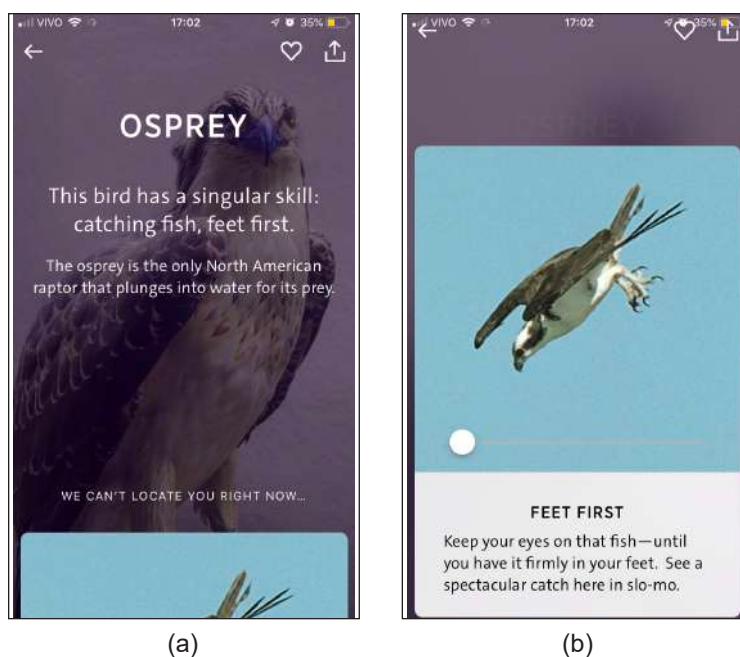 VIVO 17:02 35%
OSPREY
This bird has a singular skill:
catching fish, feet first.
The osprey is the only North American
raptor that plunges into water for its prey.
WE CAN'T LOCATE YOU RIGHT NOW...
(a)
VIVO 17:02 35%
OSPREY
FEET FIRST
Keep your eyes on that fish—until
you have it firmly in your feet. See a
spectacular catch here in slo-mo.
(b)